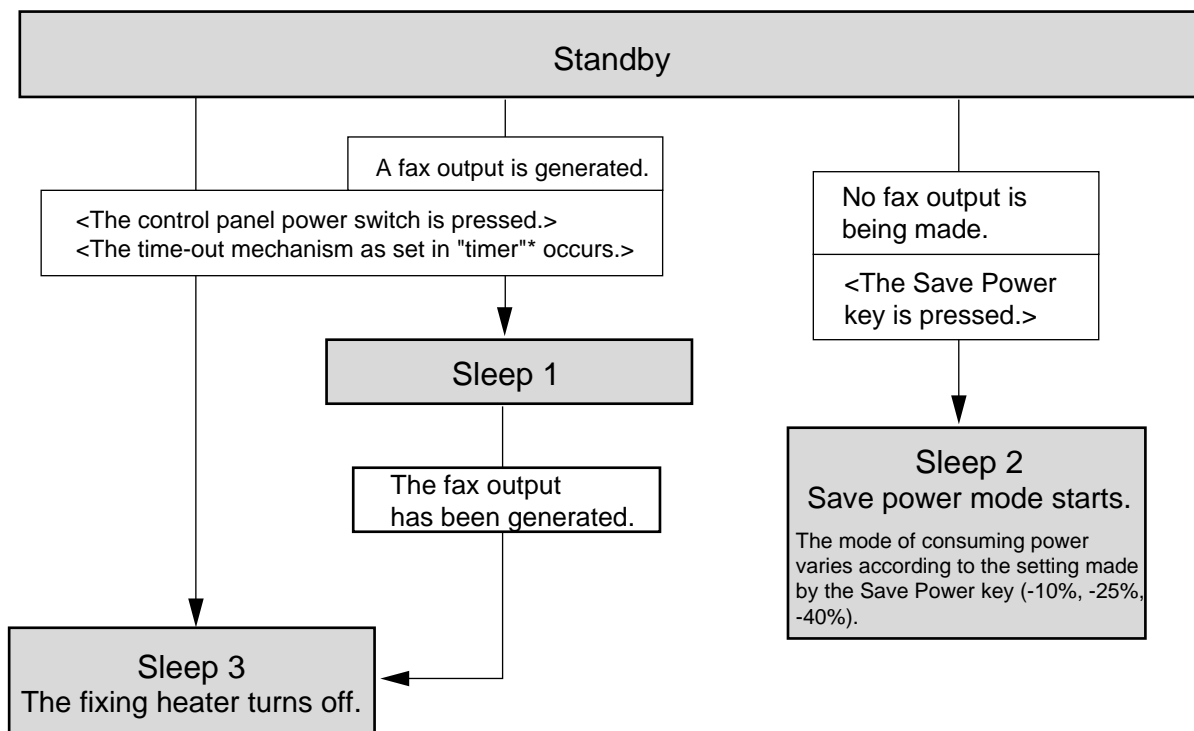 Standby
A fax output is generated.
<The control panel power switch is pressed.>
<The time-out mechanism as set in "timer"* occurs.>
No fax output is
being made.
<The Save Power
key is pressed.>
Sleep 1
The fax output
has been generated.
Sleep 2
Save power mode starts.
The mode of consuming power
varies according to the setting made
by the Save Power key (-10%, -25%,
-40%).
Sleep 3
The fixing heater turns off.